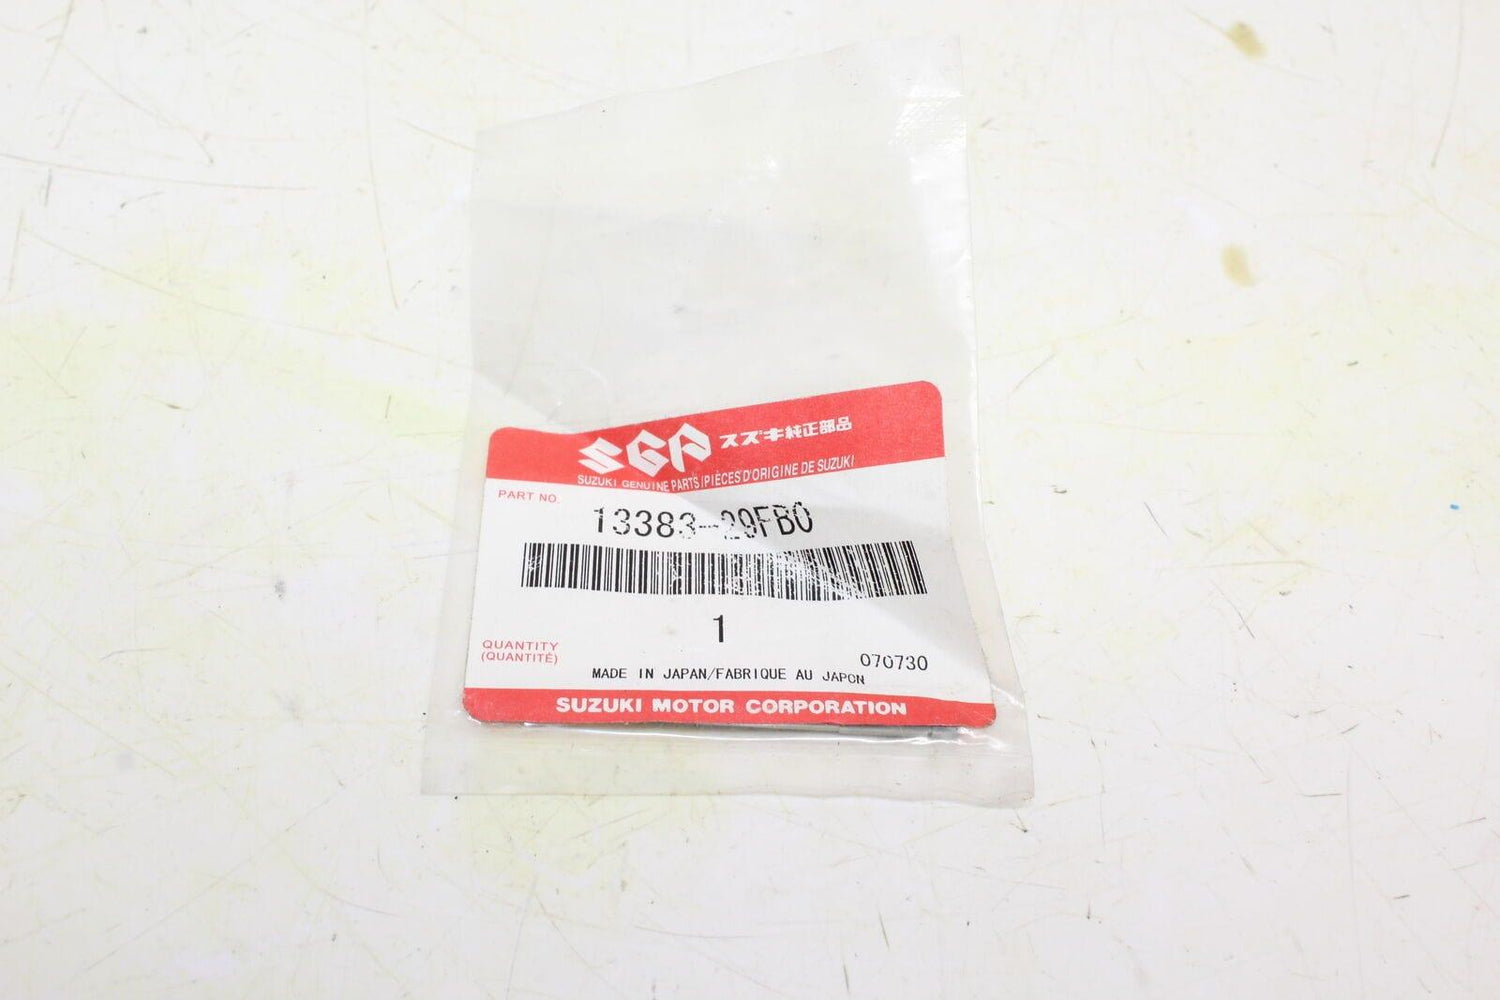 SGP スズキ純正部品
SUZUKI GENUINE PARTS/PIÈCES D'ORIGINE DE SUZUKI
PART NO.
13383-29FB0
1
QUANTITY
(QUANTITÉ)
070730
MADE IN JAPAN/FABRIQUE AU JAPON
SUZUKI MOTOR CORPORATION